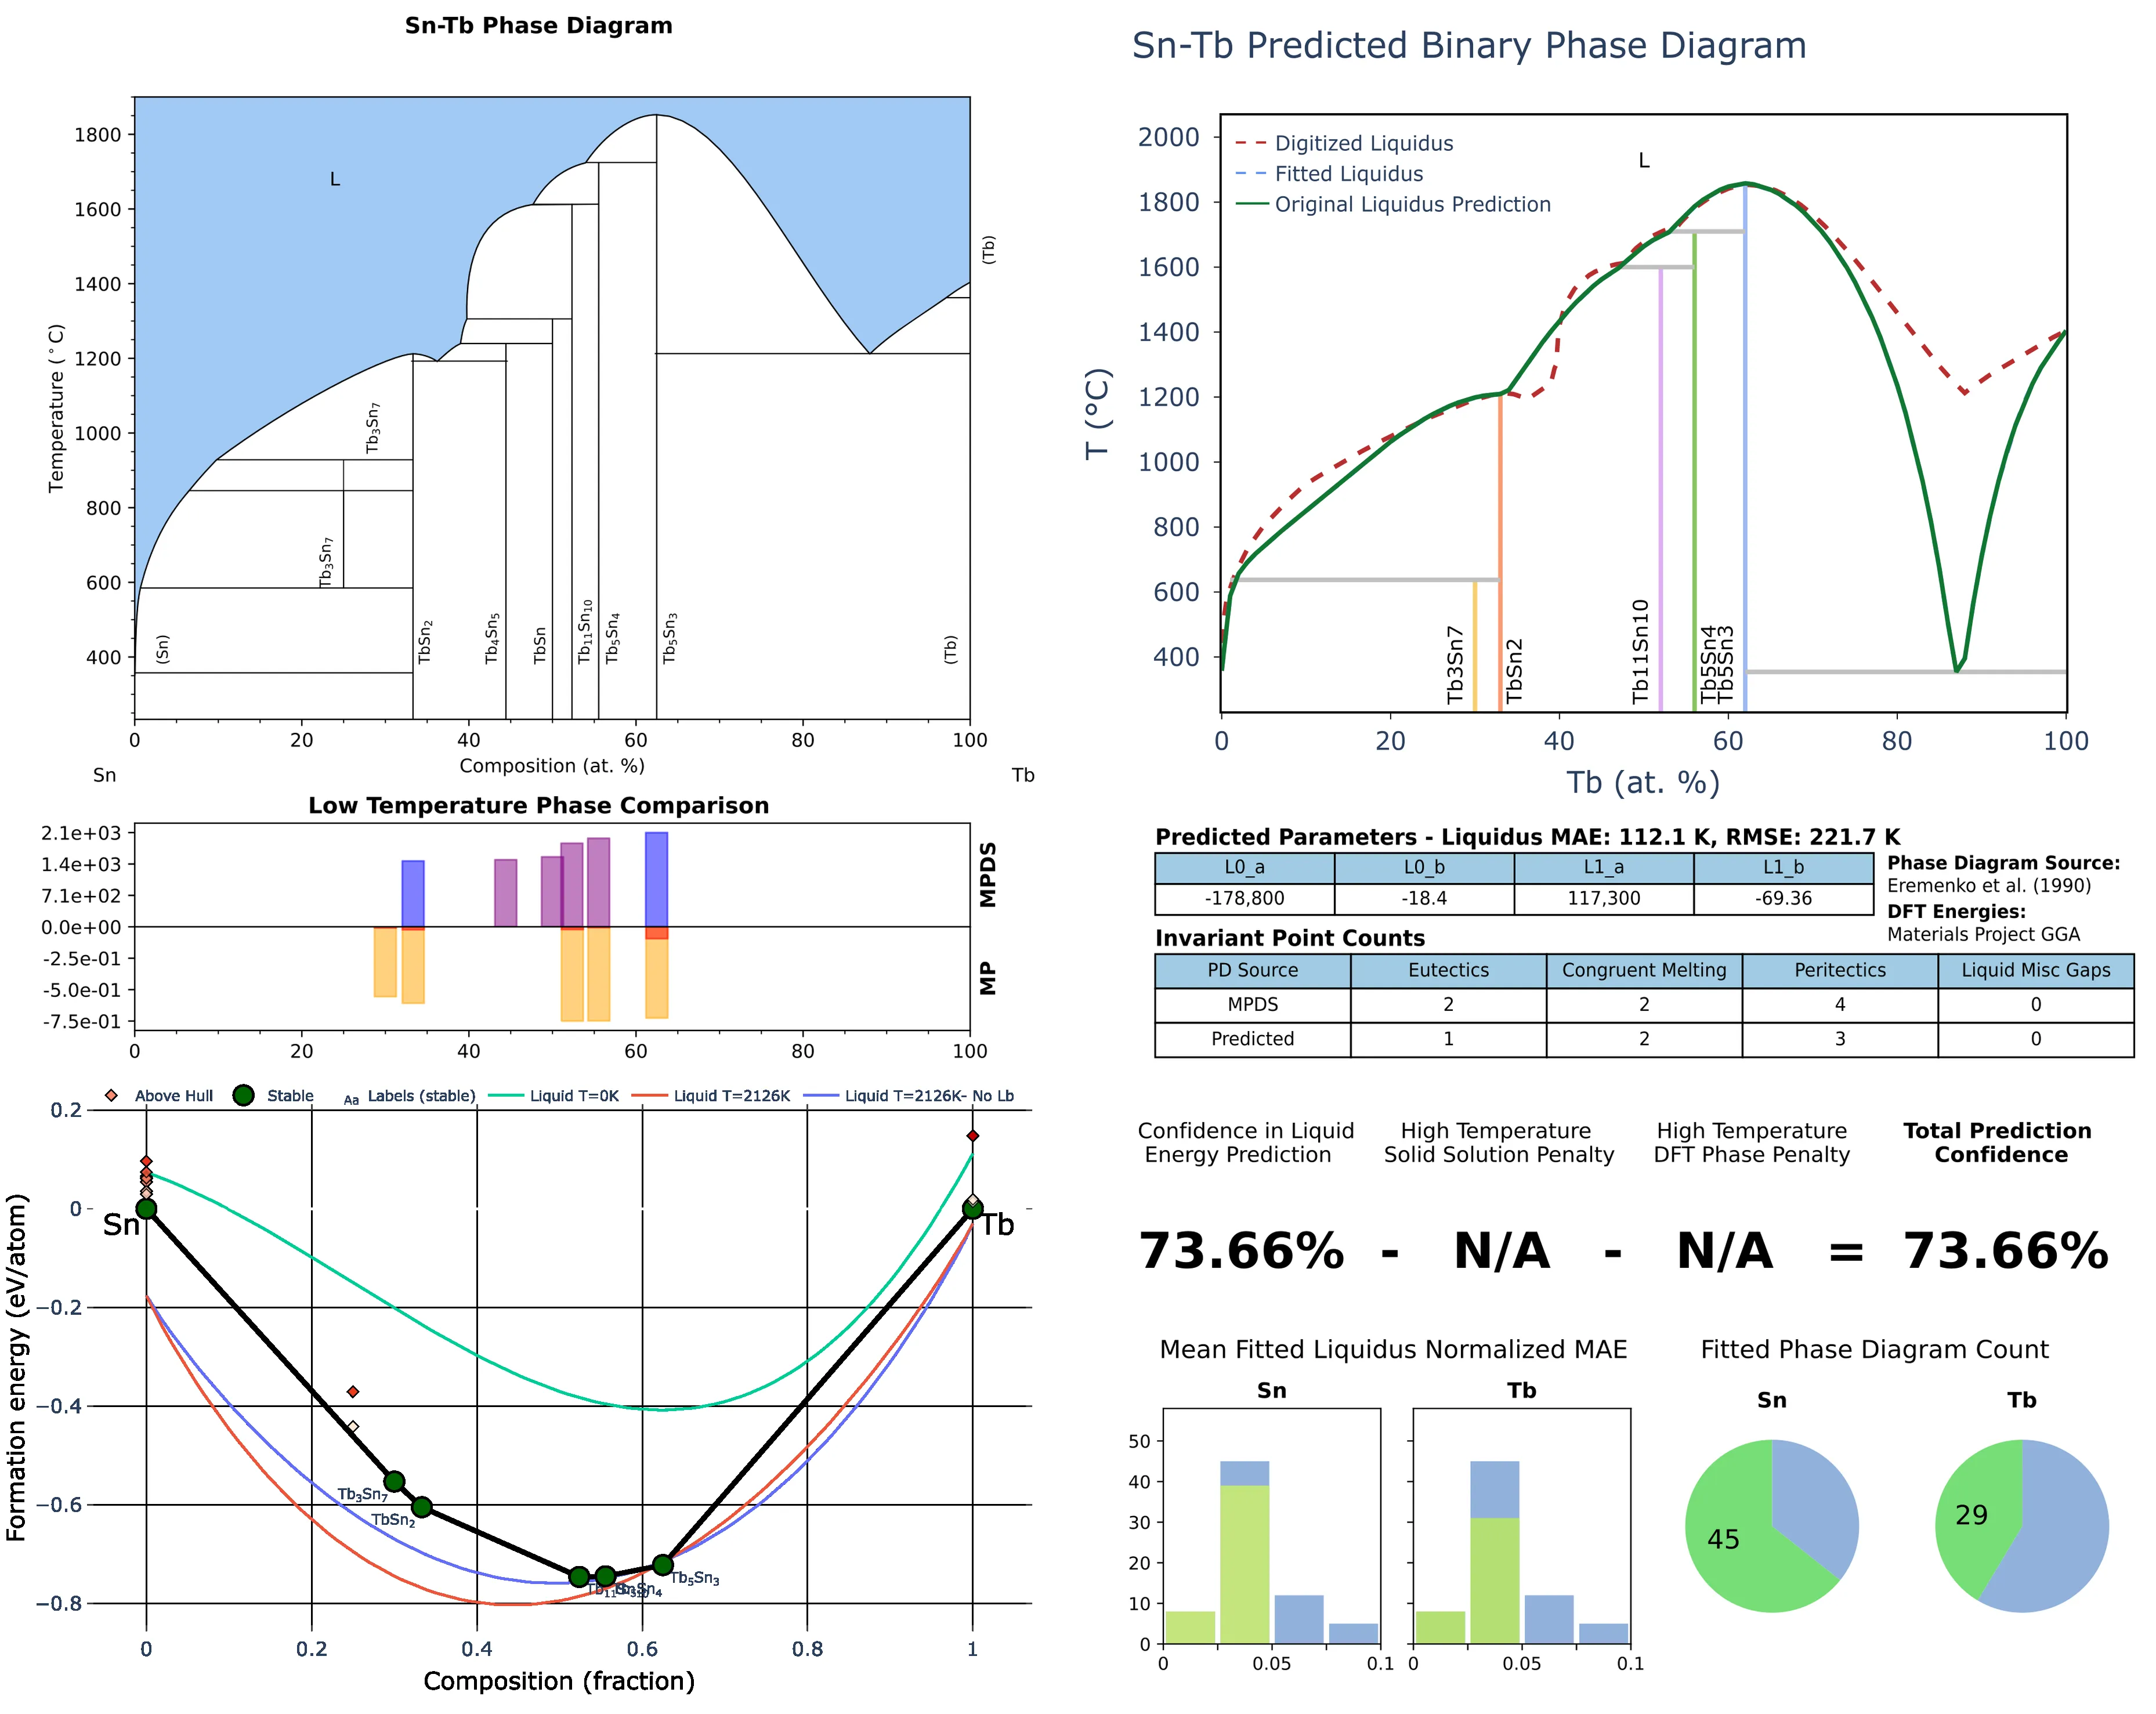 Sn-Tb Phase Diagram
1800
1600
1400
1200
1000
800
600
400
Temperature (°C)
L
(Tb)
Tb3Sn7
Tb3Sn7
(Sn)
TbSn2
Tb4Sn5
TbSn
Tb11Sn10
Tb5Sn4
Tb5Sn3
(Tb)
0 20 40 60 80 100
Composition (at. %)
Sn Tb
Low Temperature Phase Comparison
2.1e+03
1.4e+03
7.1e+02
0.0e+00
-2.5e-01
-5.0e-01
-7.5e-01
MPDS
MP
0 20 40 60 80 100
Above Hull Stable Aa Labels (stable) Liquid T=0K Liquid T=2126K Liquid T=2126K- No Lb
0.2
0
−0.2
−0.4
−0.6
−0.8
Formation energy (eV/atom)
Sn
Tb
Tb3Sn7
TbSn2
Tb5Sn3
0 0.2 0.4 0.6 0.8 1
Composition (fraction)
Sn-Tb Predicted Binary Phase Diagram
2000
1800
1600
1400
1200
1000
800
600
400
T (°C)
Digitized Liquidus
Fitted Liquidus
Original Liquidus Prediction
L
Tb3Sn7
TbSn2
Tb11Sn10
Tb5Sn4
Tb5Sn3
0 20 40 60 80 100
Tb (at. %)
Predicted Parameters - Liquidus MAE: 112.1 K, RMSE: 221.7 K
L0_a L0_b L1_a L1_b
-178,800 -18.4 117,300 -69.36
Phase Diagram Source:
Eremenko et al. (1990)
DFT Energies:
Materials Project GGA
Invariant Point Counts
PD Source Eutectics Congruent Melting Peritectics Liquid Misc Gaps
MPDS 2 2 4 0
Predicted 1 2 3 0
Confidence in Liquid
Energy Prediction
High Temperature
Solid Solution Penalty
High Temperature
DFT Phase Penalty
Total Prediction
Confidence
73.66% - N/A - N/A = 73.66%
Mean Fitted Liquidus Normalized MAE
Sn Tb
50
40
30
20
10
0
0 0.05 0.1 0 0.05 0.1
Fitted Phase Diagram Count
Sn Tb
45 29